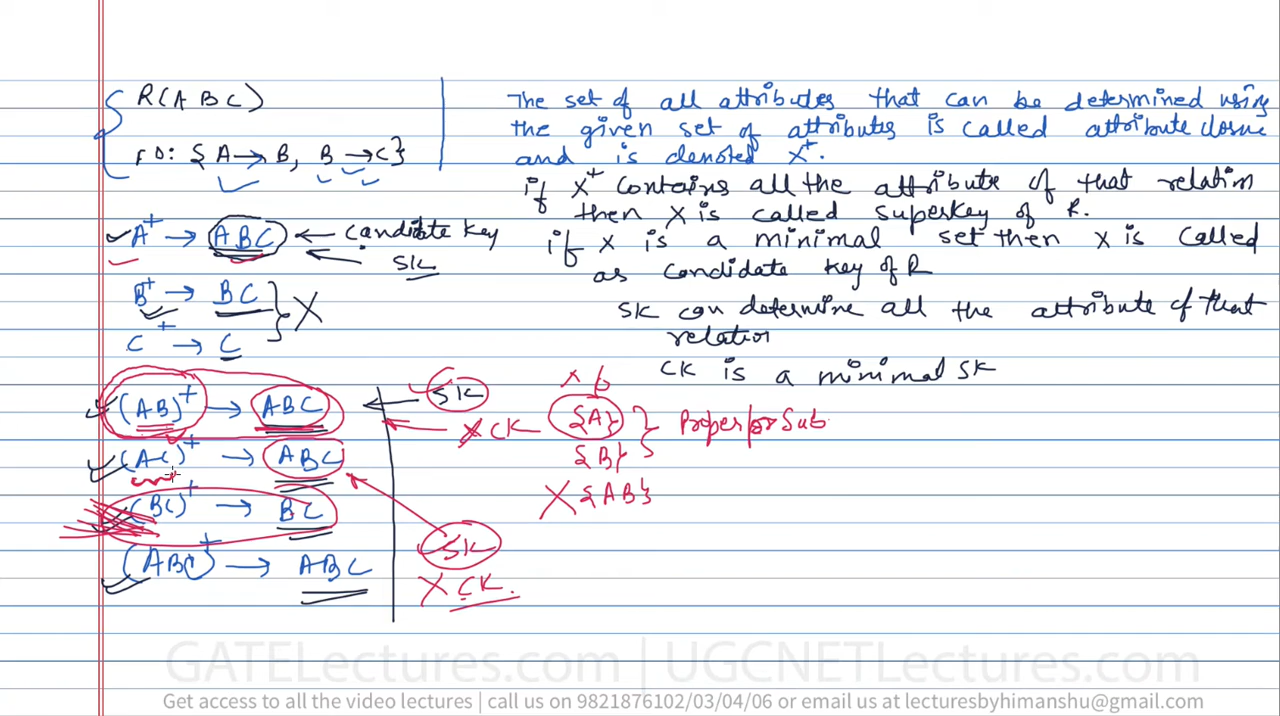 R(A B C)
FD: {A → B, B → C}
A+ → ABC ← Candidate key
SK
B+ → BC
C+ → C
(AB)+ → ABC ← SK
X CK
(AC)+ → ABC
(BC)+ → BC
(ABC)+ → ABC
SK
X CK.
The set of all attributes that can be determined using
the given set of attributes is called attribute closure
and is denoted X+.
if X+ contains all the attribute of that relation
then X is called superkey of R.
if X is a minimal set then X is called
as candidate key of R
SK can determine all the attribute of that
relation
CK is a minimal SK
{A} } Proper Sub
{B}
X {AB}
GATELectures.com | UGCNETLectures.com
Get access to all the video lectures | call us on 9821876102/03/04/06 or email us at lecturesbyhimanshu@gmail.com